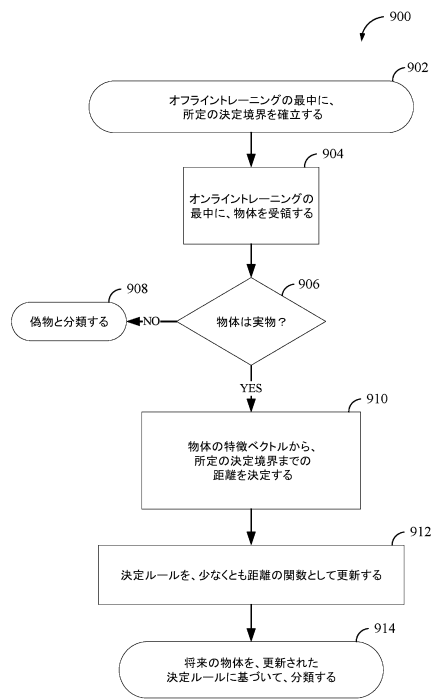 900
902
オフライントレーニングの最中に、
所定の決定境界を確立する
904
オンライントレーニングの
最中に、物体を受領する
906
物体は実物？
908
偽物と分類する
NO
YES
910
物体の特徴ベクトルから、
所定の決定境界までの
距離を決定する
912
決定ルールを、少なくとも距離の関数として更新する
914
将来の物体を、更新された
決定ルールに基づいて、分類する